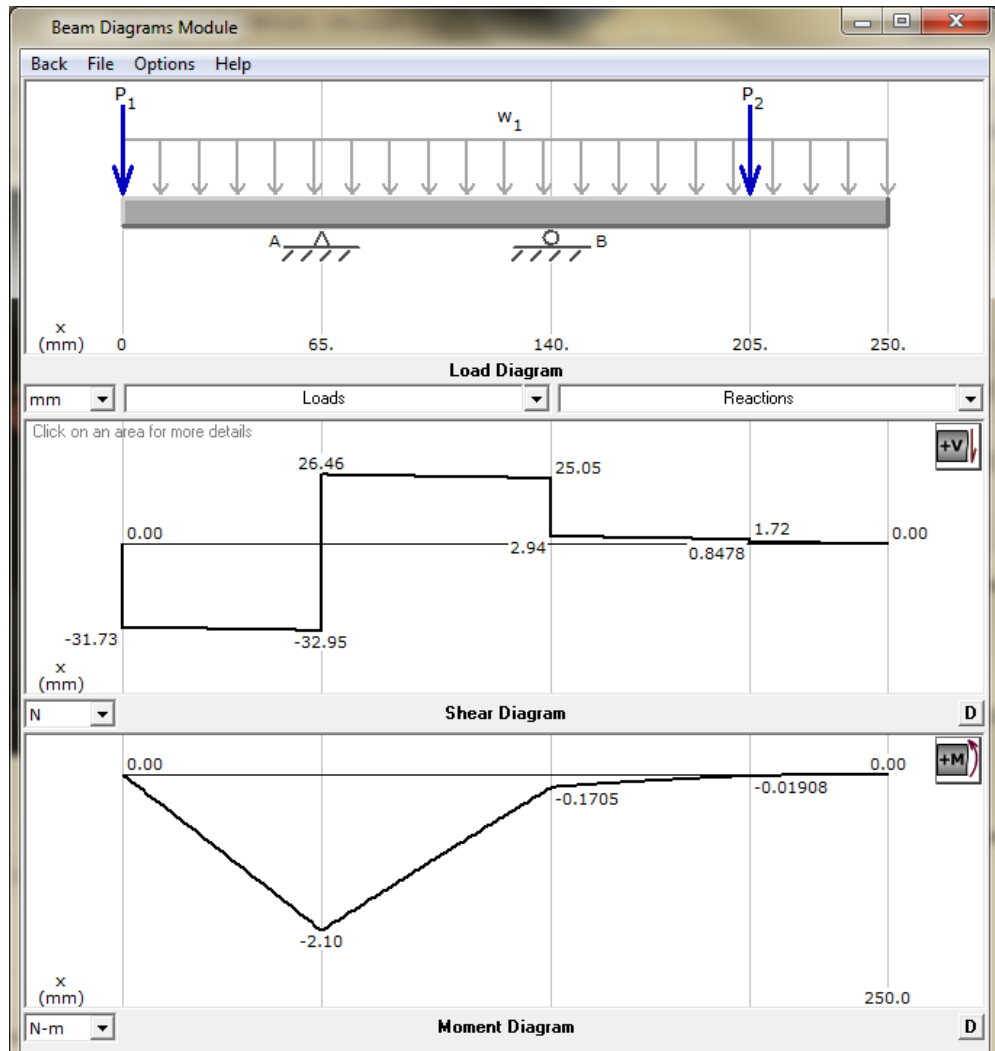 Beam Diagrams Module
Back File Options Help
P1 P2
w1
A B
x
(mm) 0 65. 140. 205. 250.
Load Diagram
mm Loads Reactions
Click on an area for more details +V
26.46 25.05
0.00 2.94 0.8478 1.72 0.00
-31.73 -32.95
x
(mm)
N Shear Diagram D
0.00 0.00 +M
-0.1705 -0.01908
-2.10
x
(mm) 250.0
N-m Moment Diagram D